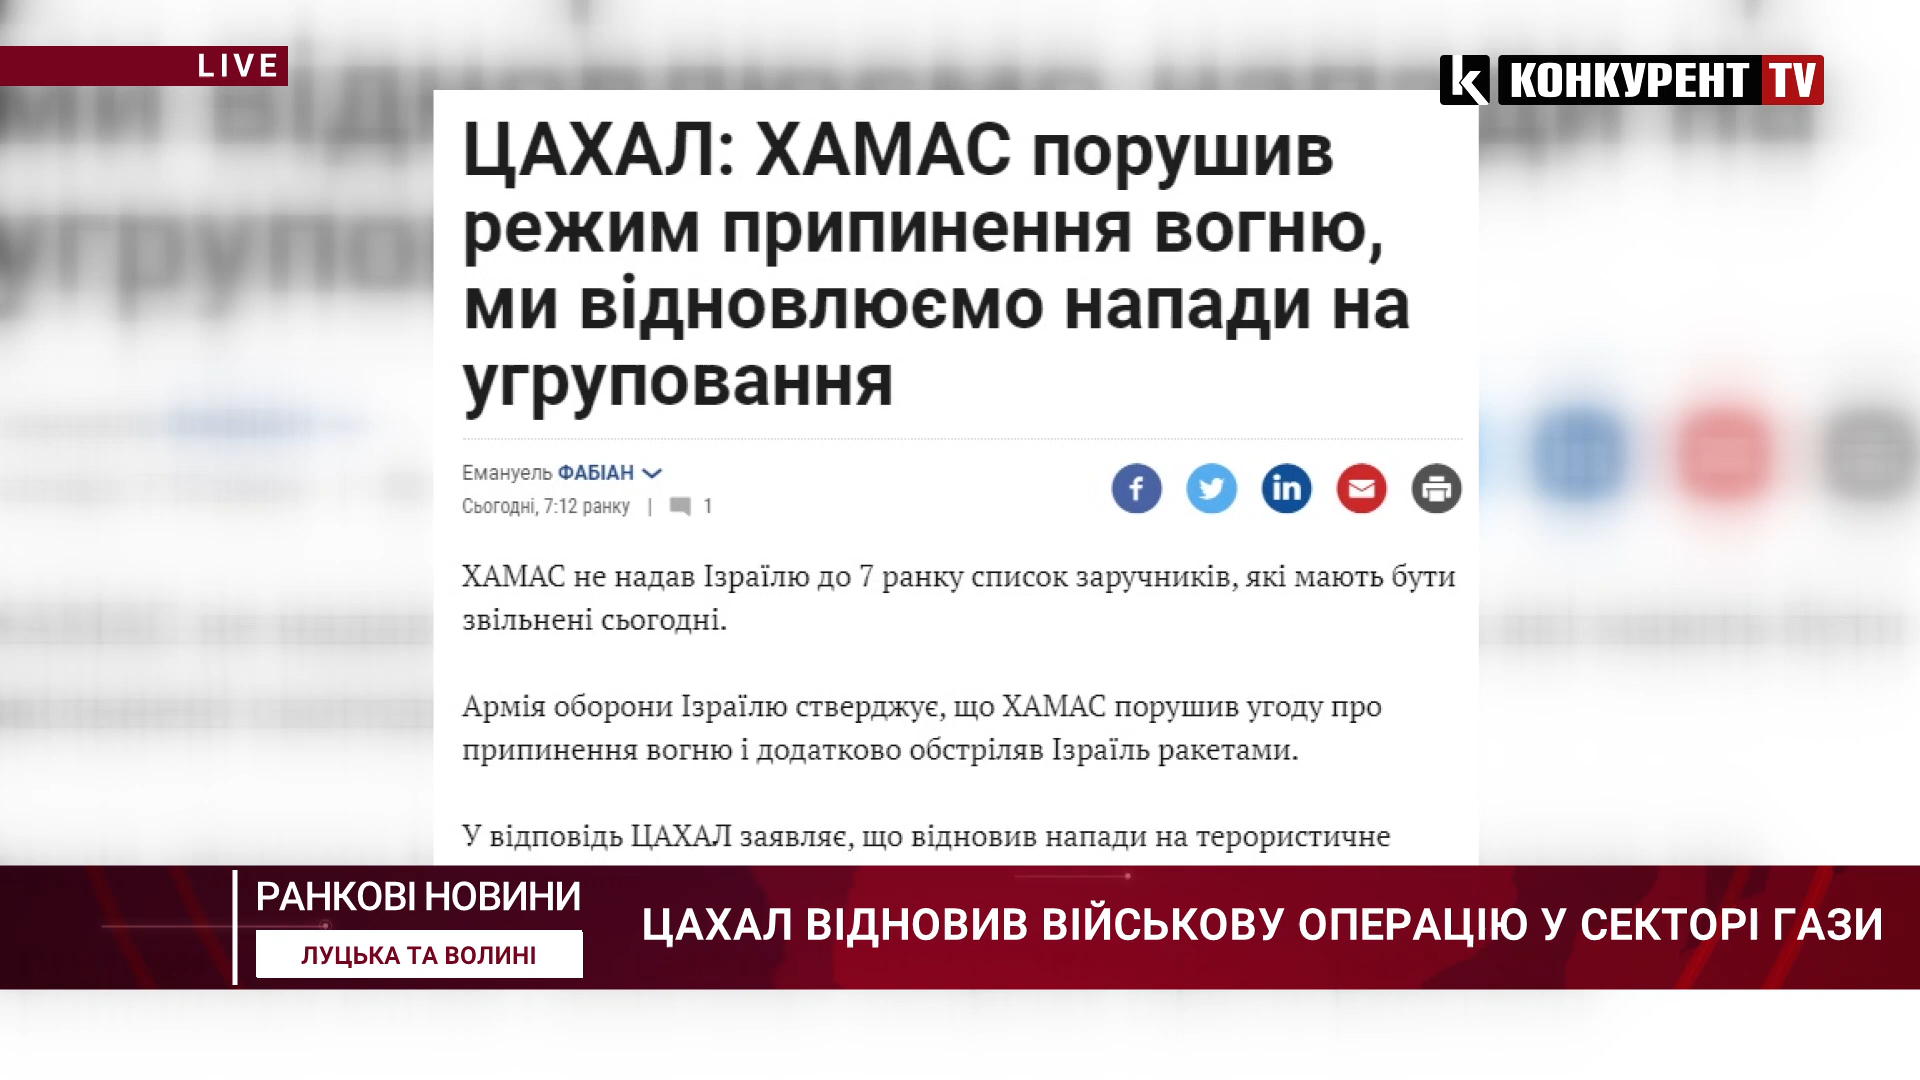 LIVE
КОНКУРЕНТ TV
ЦАХАЛ: ХАМАС порушив
режим припинення вогню,
ми відновлюємо напади на
угруповання
Емануель ФАБІАН
Сьогодні, 7:12 ранку | 1
ХАМАС не надав Ізраїлю до 7 ранку список заручників, які мають бути
звільнені сьогодні.
Армія оборони Ізраїлю стверджує, що ХАМАС порушив угоду про
припинення вогню і додатково обстріляв Ізраїль ракетами.
У відповідь ЦАХАЛ заявляє, що відновив напади на терористичне
РАНКОВІ НОВИНИ
ЛУЦЬКА ТА ВОЛИНІ
ЦАХАЛ ВІДНОВИВ ВІЙСЬКОВУ ОПЕРАЦІЮ У СЕКТОРІ ГАЗИ